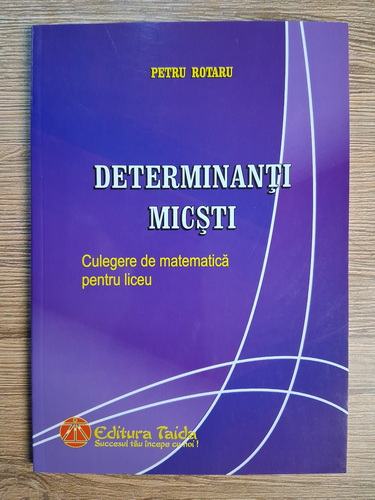 PETRU ROTARU
DETERMINANŢI
MICŞTI
Culegere de matematică
pentru liceu
Editura Taida
Succesul tău începe cu noi !